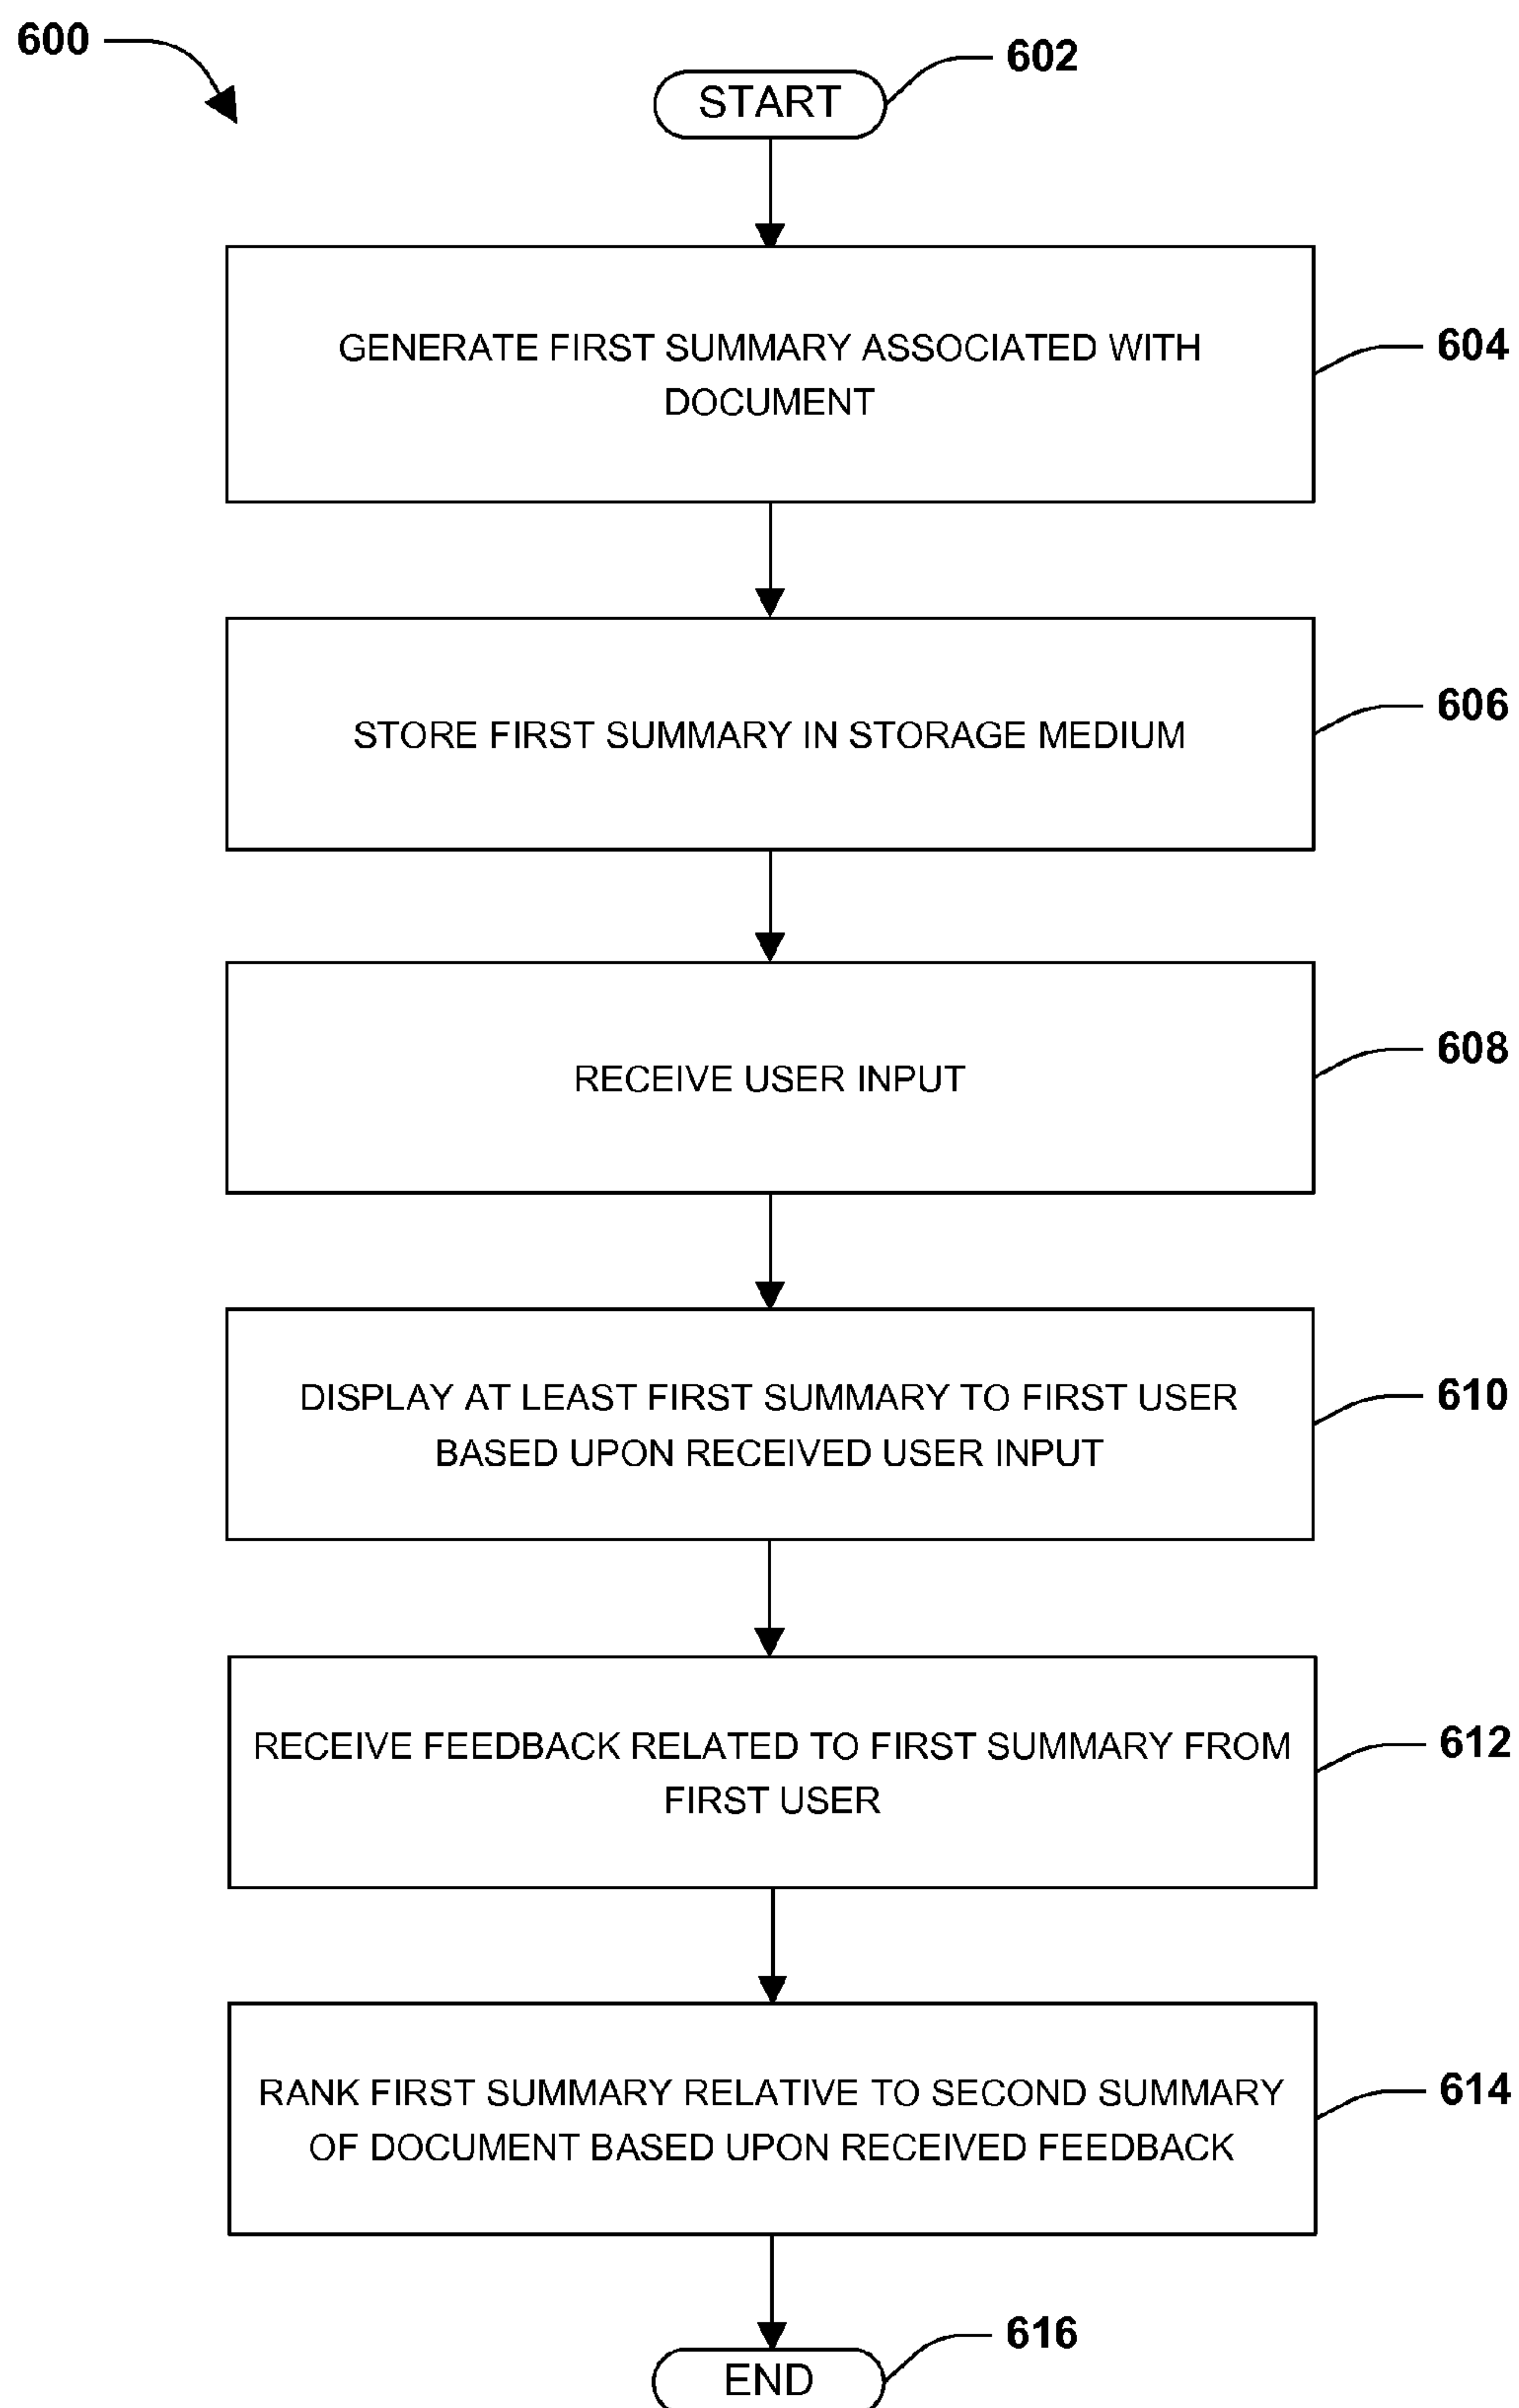 600
START
602
GENERATE FIRST SUMMARY ASSOCIATED WITH
DOCUMENT
604
STORE FIRST SUMMARY IN STORAGE MEDIUM
606
RECEIVE USER INPUT
608
DISPLAY AT LEAST FIRST SUMMARY TO FIRST USER
BASED UPON RECEIVED USER INPUT
610
RECEIVE FEEDBACK RELATED TO FIRST SUMMARY FROM
FIRST USER
612
RANK FIRST SUMMARY RELATIVE TO SECOND SUMMARY
OF DOCUMENT BASED UPON RECEIVED FEEDBACK
614
END
616